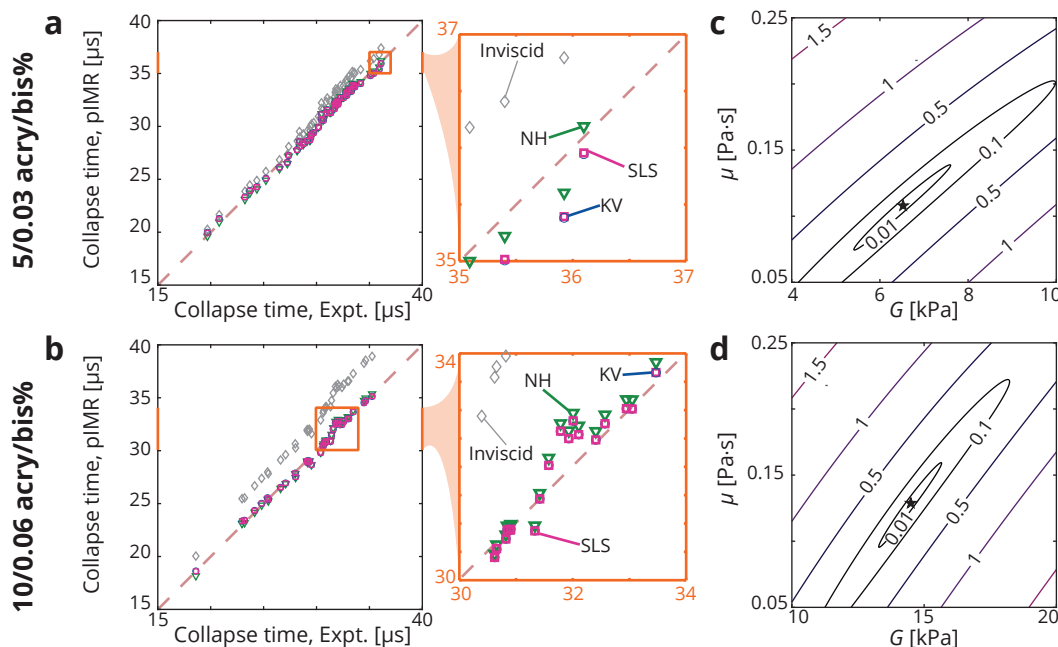 a
5/0.03 acry/bis%
Collapse time, pIMR [µs]
40
35
30
25
20
15
15
40
Collapse time, Expt. [µs]
37
35
35
36
37
Inviscid
NH
SLS
KV
c
µ [Pa·s]
0.25
0.15
0.05
4
6
8
10
G [kPa]
1.5
1
0.5
0.1
0.01
0.5
1
b
10/0.06 acry/bis%
Collapse time, pIMR [µs]
40
35
30
25
20
15
15
40
Collapse time, Expt. [µs]
34
30
30
32
34
KV
NH
Inviscid
SLS
d
µ [Pa·s]
0.25
0.15
0.05
10
15
20
G [kPa]
1.5
1
0.5
0.1
0.01
0.5
1